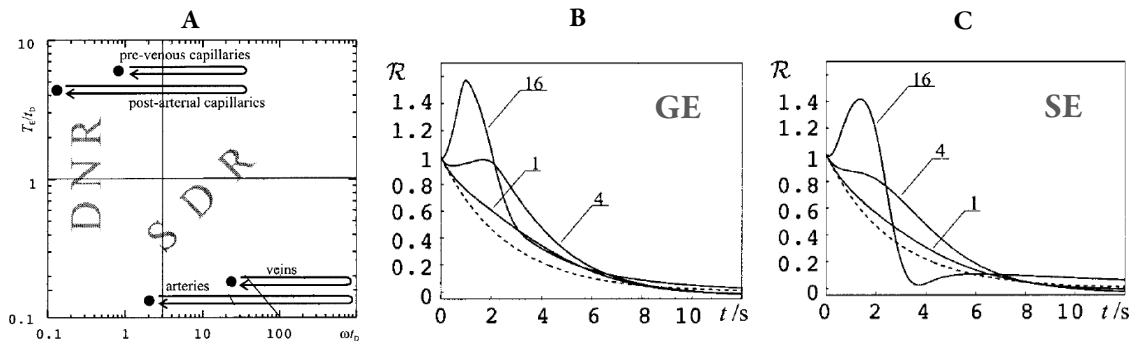 A
B
C
10
pre-venous capillaries
post-arterial capillarics
T_E/t_D
DNR
SDR
1
veins
arteries
0.1
0.1
1
10
100
ωt_D
ℛ
GE
16
1
4
1.4
1.2
1
0.8
0.6
0.4
0.2
0
0
2
4
6
8
10
t/s
ℛ
SE
16
4
1
1.4
1.2
1
0.8
0.6
0.4
0.2
0
0
2
4
6
8
10
t/s